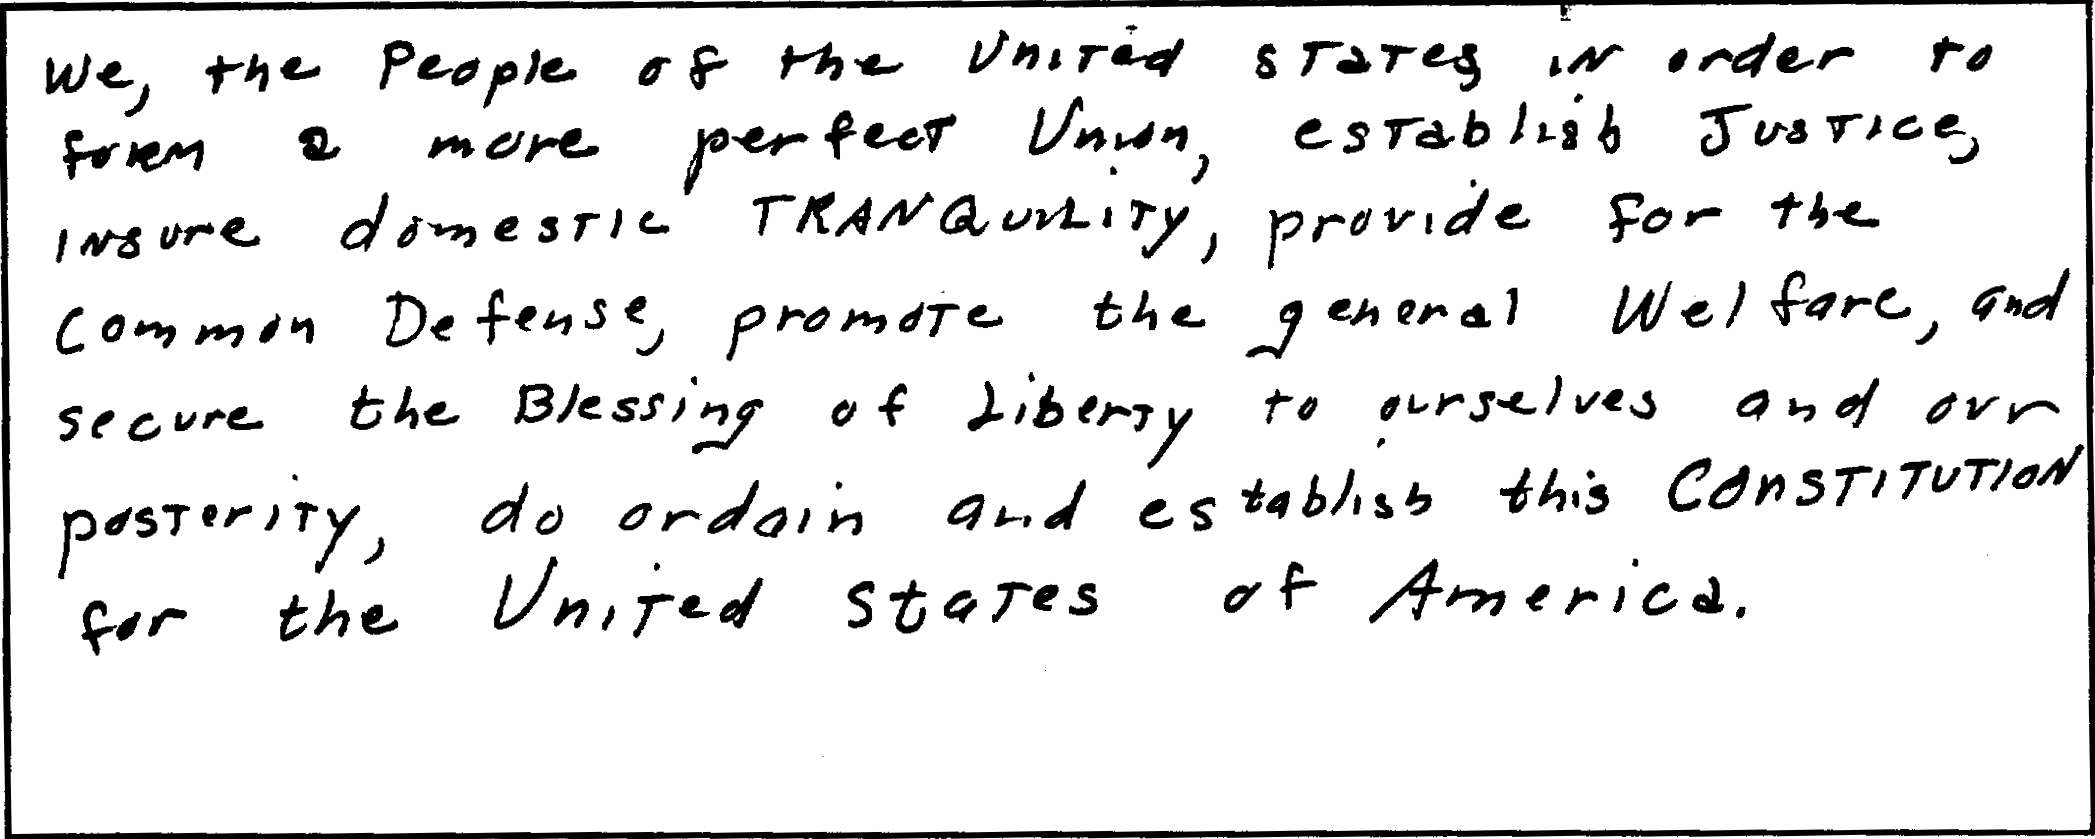 We, the People of the United states in order to
form a more perfect Union, establish Justice,
insure domestic TRANQUILITY, provide for the
Common Defense, promote the general Welfare, and
secure the Blessing of Liberty to ourselves and our
posterity, do ordain and establish this CONSTITUTION
for the United States of America.